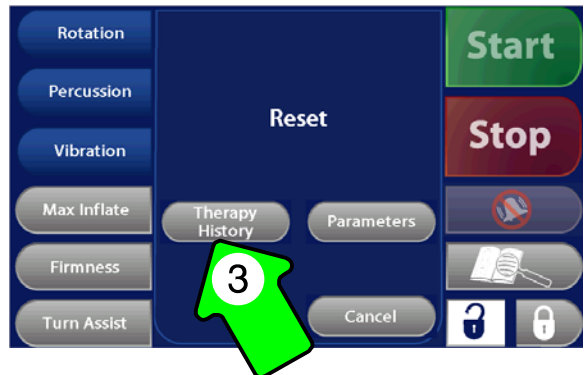 Rotation
Percussion
Vibration
Max Inflate
Firmness
Turn Assist
Reset
Therapy
History
Parameters
Cancel
3
Start
Stop